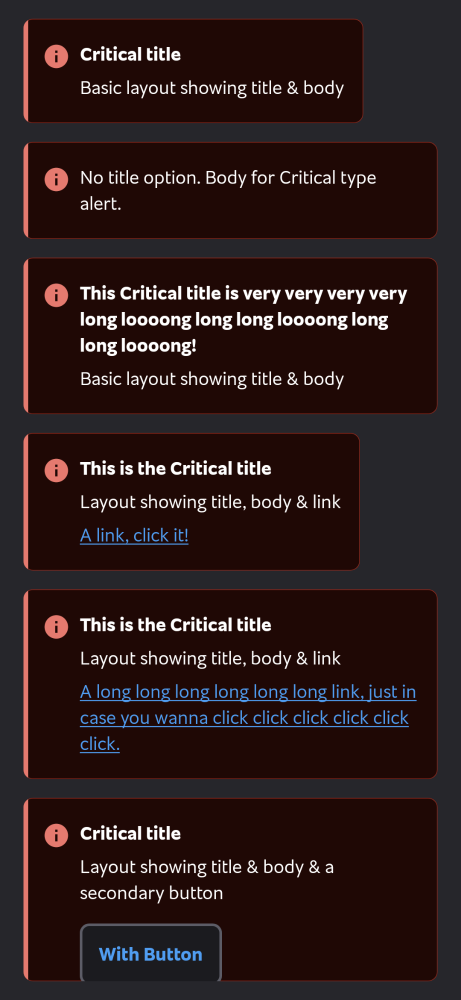 Critical title
Basic layout showing title & body
No title option. Body for Critical type
alert.
This Critical title is very very very very
long loooong long long loooong long
long loooong!
Basic layout showing title & body
This is the Critical title
Layout showing title, body & link
A link, click it!
This is the Critical title
Layout showing title, body & link
A long long long long long long link, just in
case you wanna click click click click click
click.
Critical title
Layout showing title & body & a
secondary button
With Button